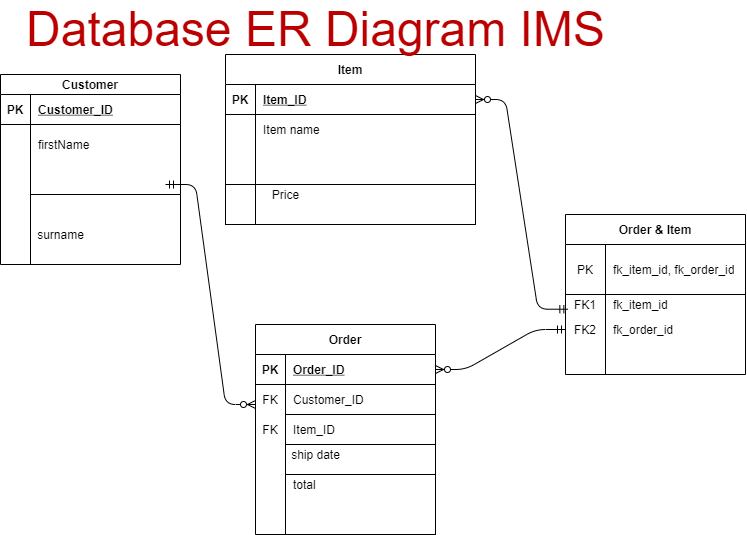 Database ER Diagram IMS
Customer
PK Customer_ID
firstName
surname
Item
PK Item_ID
Item name
Price
Order & Item
PK fk_item_id, fk_order_id
FK1 fk_item_id
FK2 fk_order_id
Order
PK Order_ID
FK Customer_ID
FK Item_ID
ship date
total